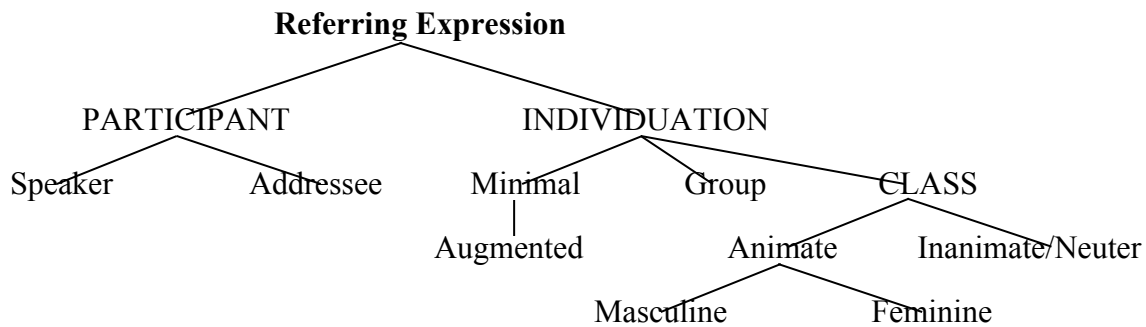 Referring Expression
PARTICIPANT INDIVIDUATION
Speaker Addressee Minimal Group CLASS
Augmented Animate Inanimate/Neuter
Masculine Feminine